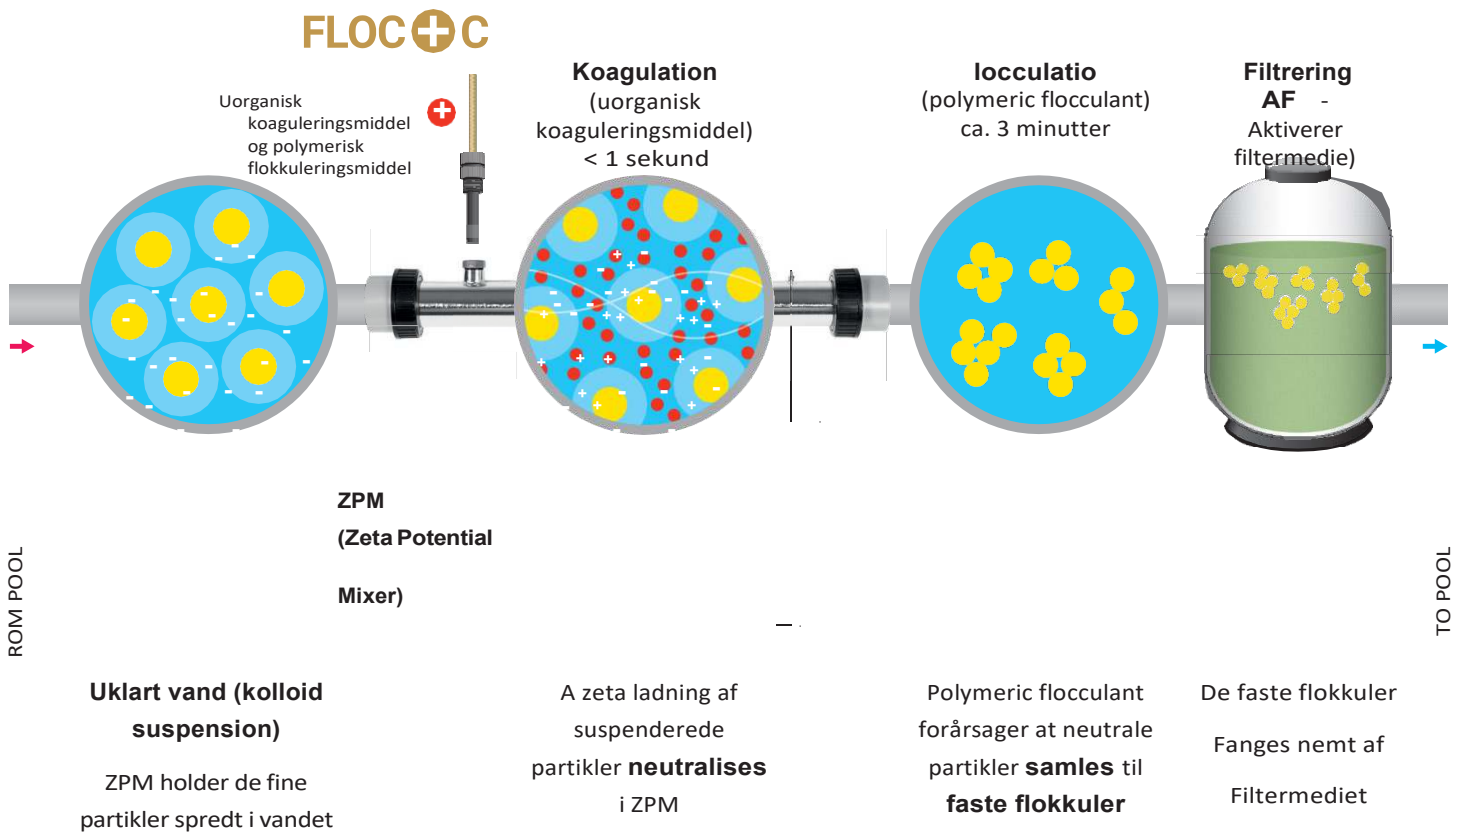 FLOC+C
Uorganisk
koaguleringsmiddel
og polymerisk
flokkuleringsmiddel
Koagulation
(uorganisk
koaguleringsmiddel)
< 1 sekund
locculatio
(polymeric flocculant)
ca. 3 minutter
Filtrering
AF -
Aktiverer
filtermedie)
ZPM
(Zeta Potential
Mixer)
ROM POOL
TO POOL
Uklart vand (kolloid
suspension)
ZPM holder de fine
partikler spredt i vandet
A zeta ladning af
suspenderede
partikler neutralises
i ZPM
Polymeric flocculant
forårsager at neutrale
partikler samles til
faste flokkuler
De faste flokkuler
Fanges nemt af
Filtermediet